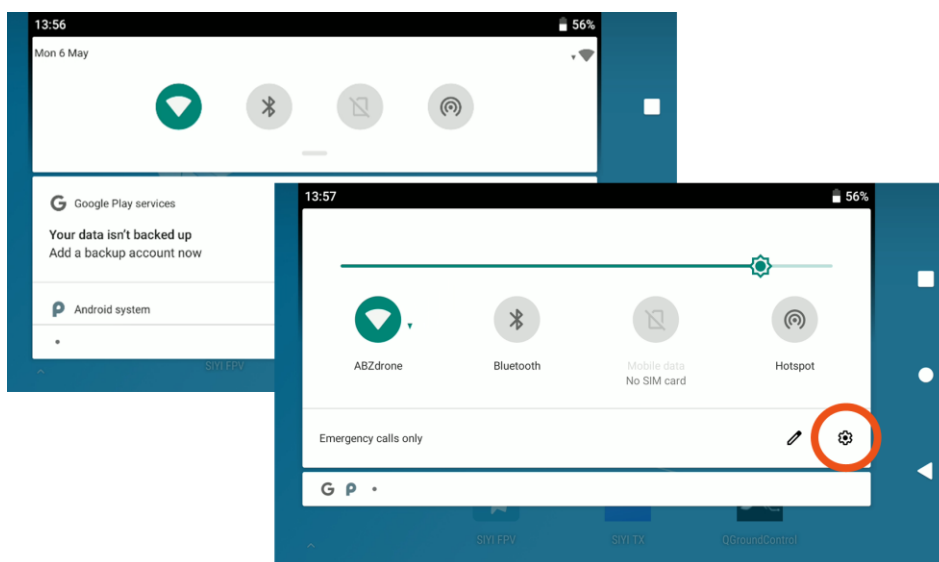 13:56
56%
Mon 6 May
Google Play services
Your data isn't backed up
Add a backup account now
Android system
SIYI FPV
13:57
56%
ABZdrone
Bluetooth
Mobile data
No SIM card
Hotspot
Emergency calls only
SIYI FPV
SIYI TX
QGroundControl